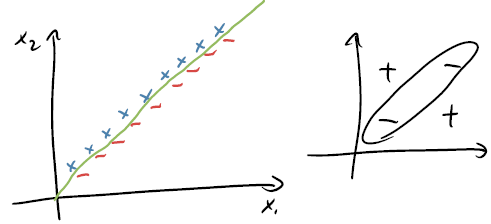 x₂
x x x x x x x x x
− − − − − − − − −
x₁
+ −
− +